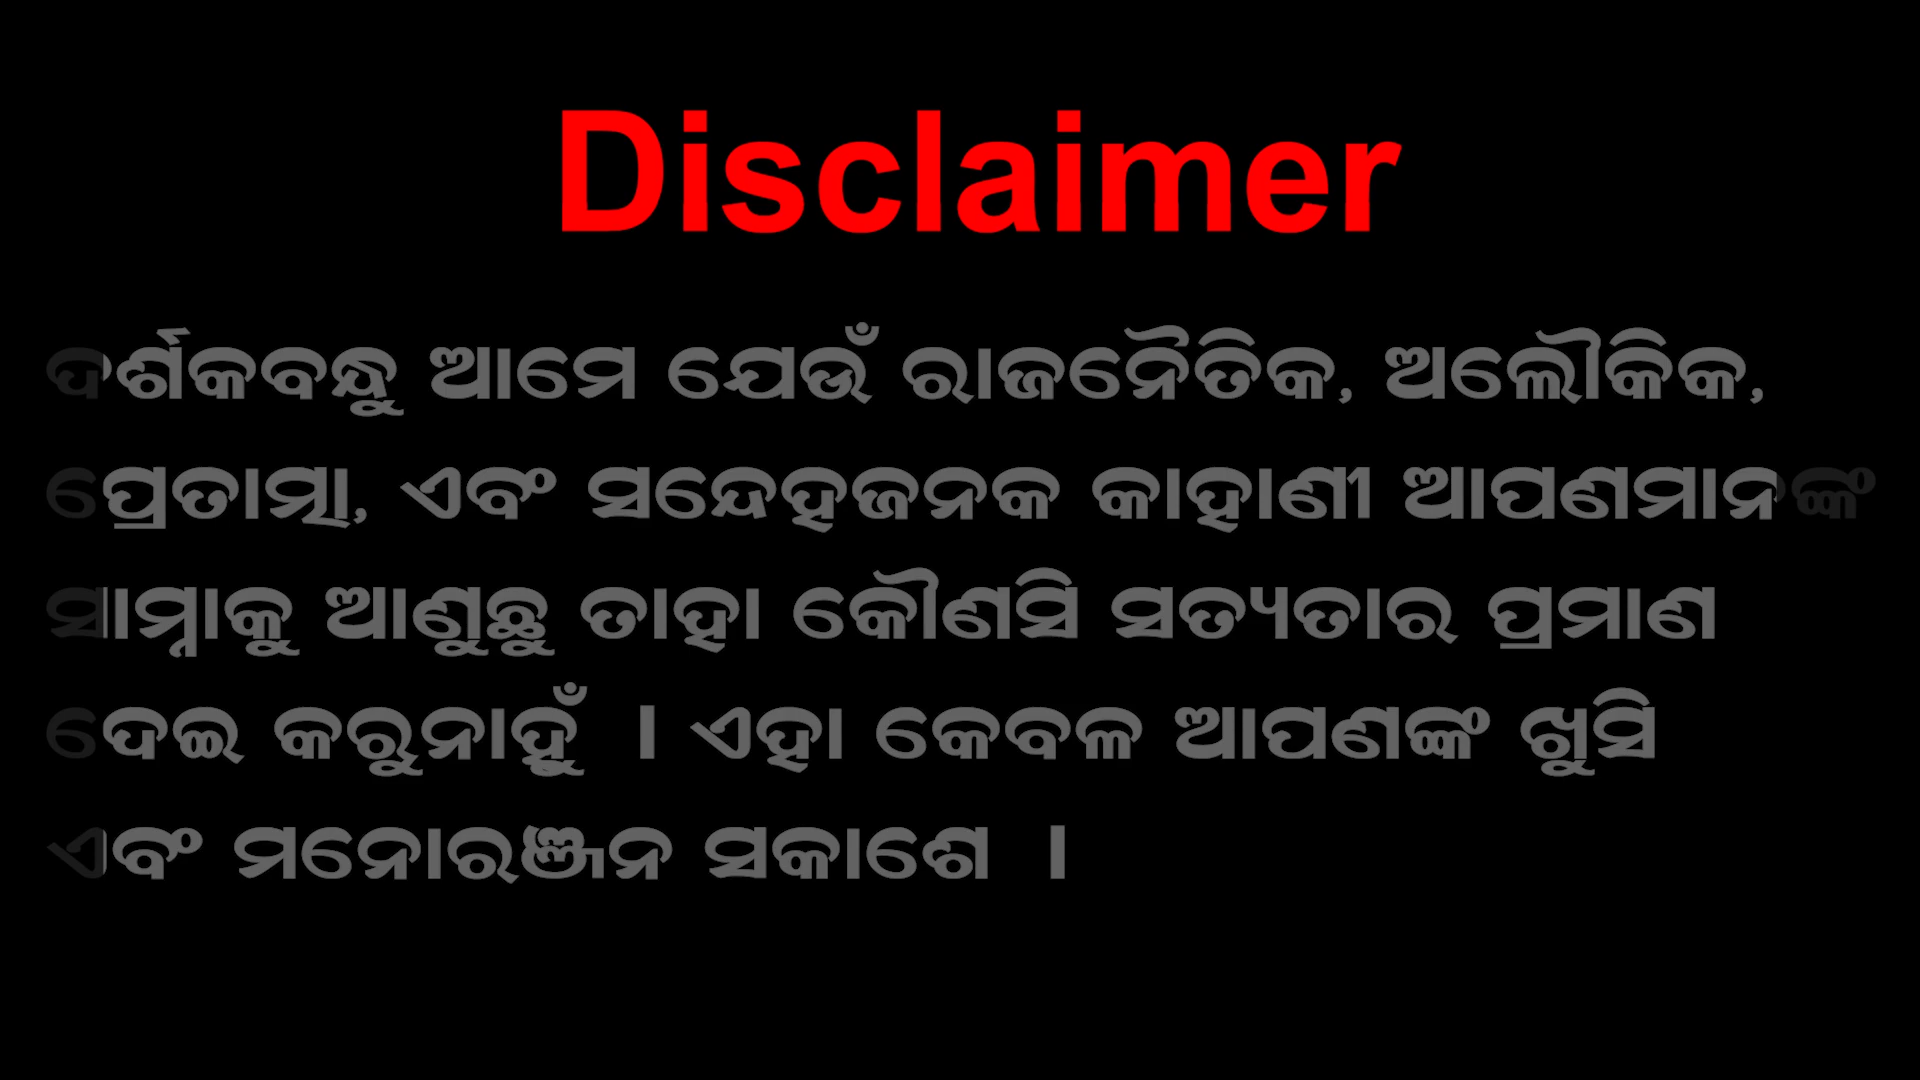 Disclaimer
ଦର୍ଶକବନ୍ଧୁ ଆମେ ଯେଉଁ ରାଜନୈତିକ, ଅଲୌକିକ,
ପ୍ରେତାତ୍ମା, ଏବଂ ସନ୍ଦେହଜନକ କାହାଣୀ ଆପଣମାନଙ୍କ
ସାମ୍ନାକୁ ଆଣୁଛୁ ତାହା କୌଣସି ସତ୍ୟତାର ପ୍ରମାଣ
ଦେଇ କରୁନାହୁଁ । ଏହା କେବଳ ଆପଣଙ୍କ ଖୁସି
ଏବଂ ମନୋରଞ୍ଜନ ସକାଶେ ।